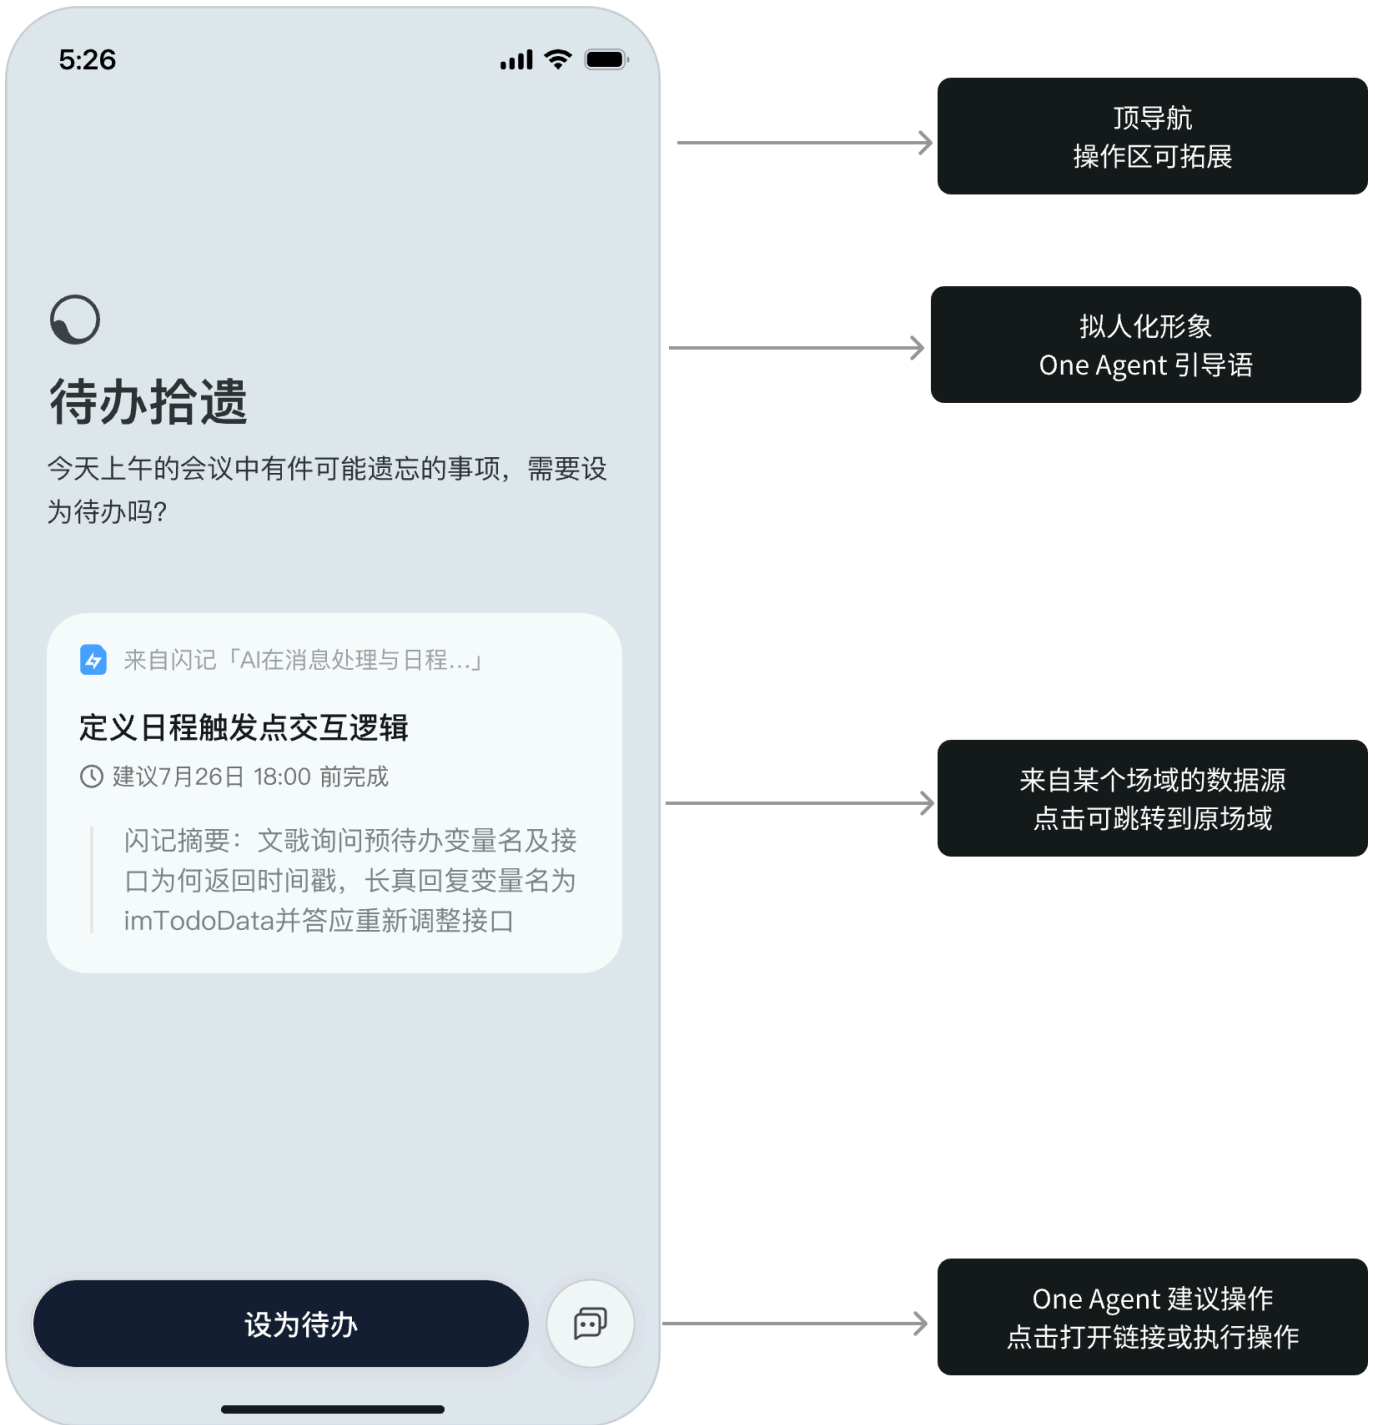 5:26
顶导航
操作区可拓展
拟人化形象
One Agent 引导语
待办拾遗
今天上午的会议中有件可能遗忘的事项，需要设
为待办吗？
来自闪记「AI在消息处理与日程...」
定义日程触发点交互逻辑
建议7月26日 18:00 前完成
闪记摘要：文戬询问预待办变量名及接
口为何返回时间戳，长真回复变量名为
imTodoData并答应重新调整接口
来自某个场域的数据源
点击可跳转到原场域
设为待办
One Agent 建议操作
点击打开链接或执行操作